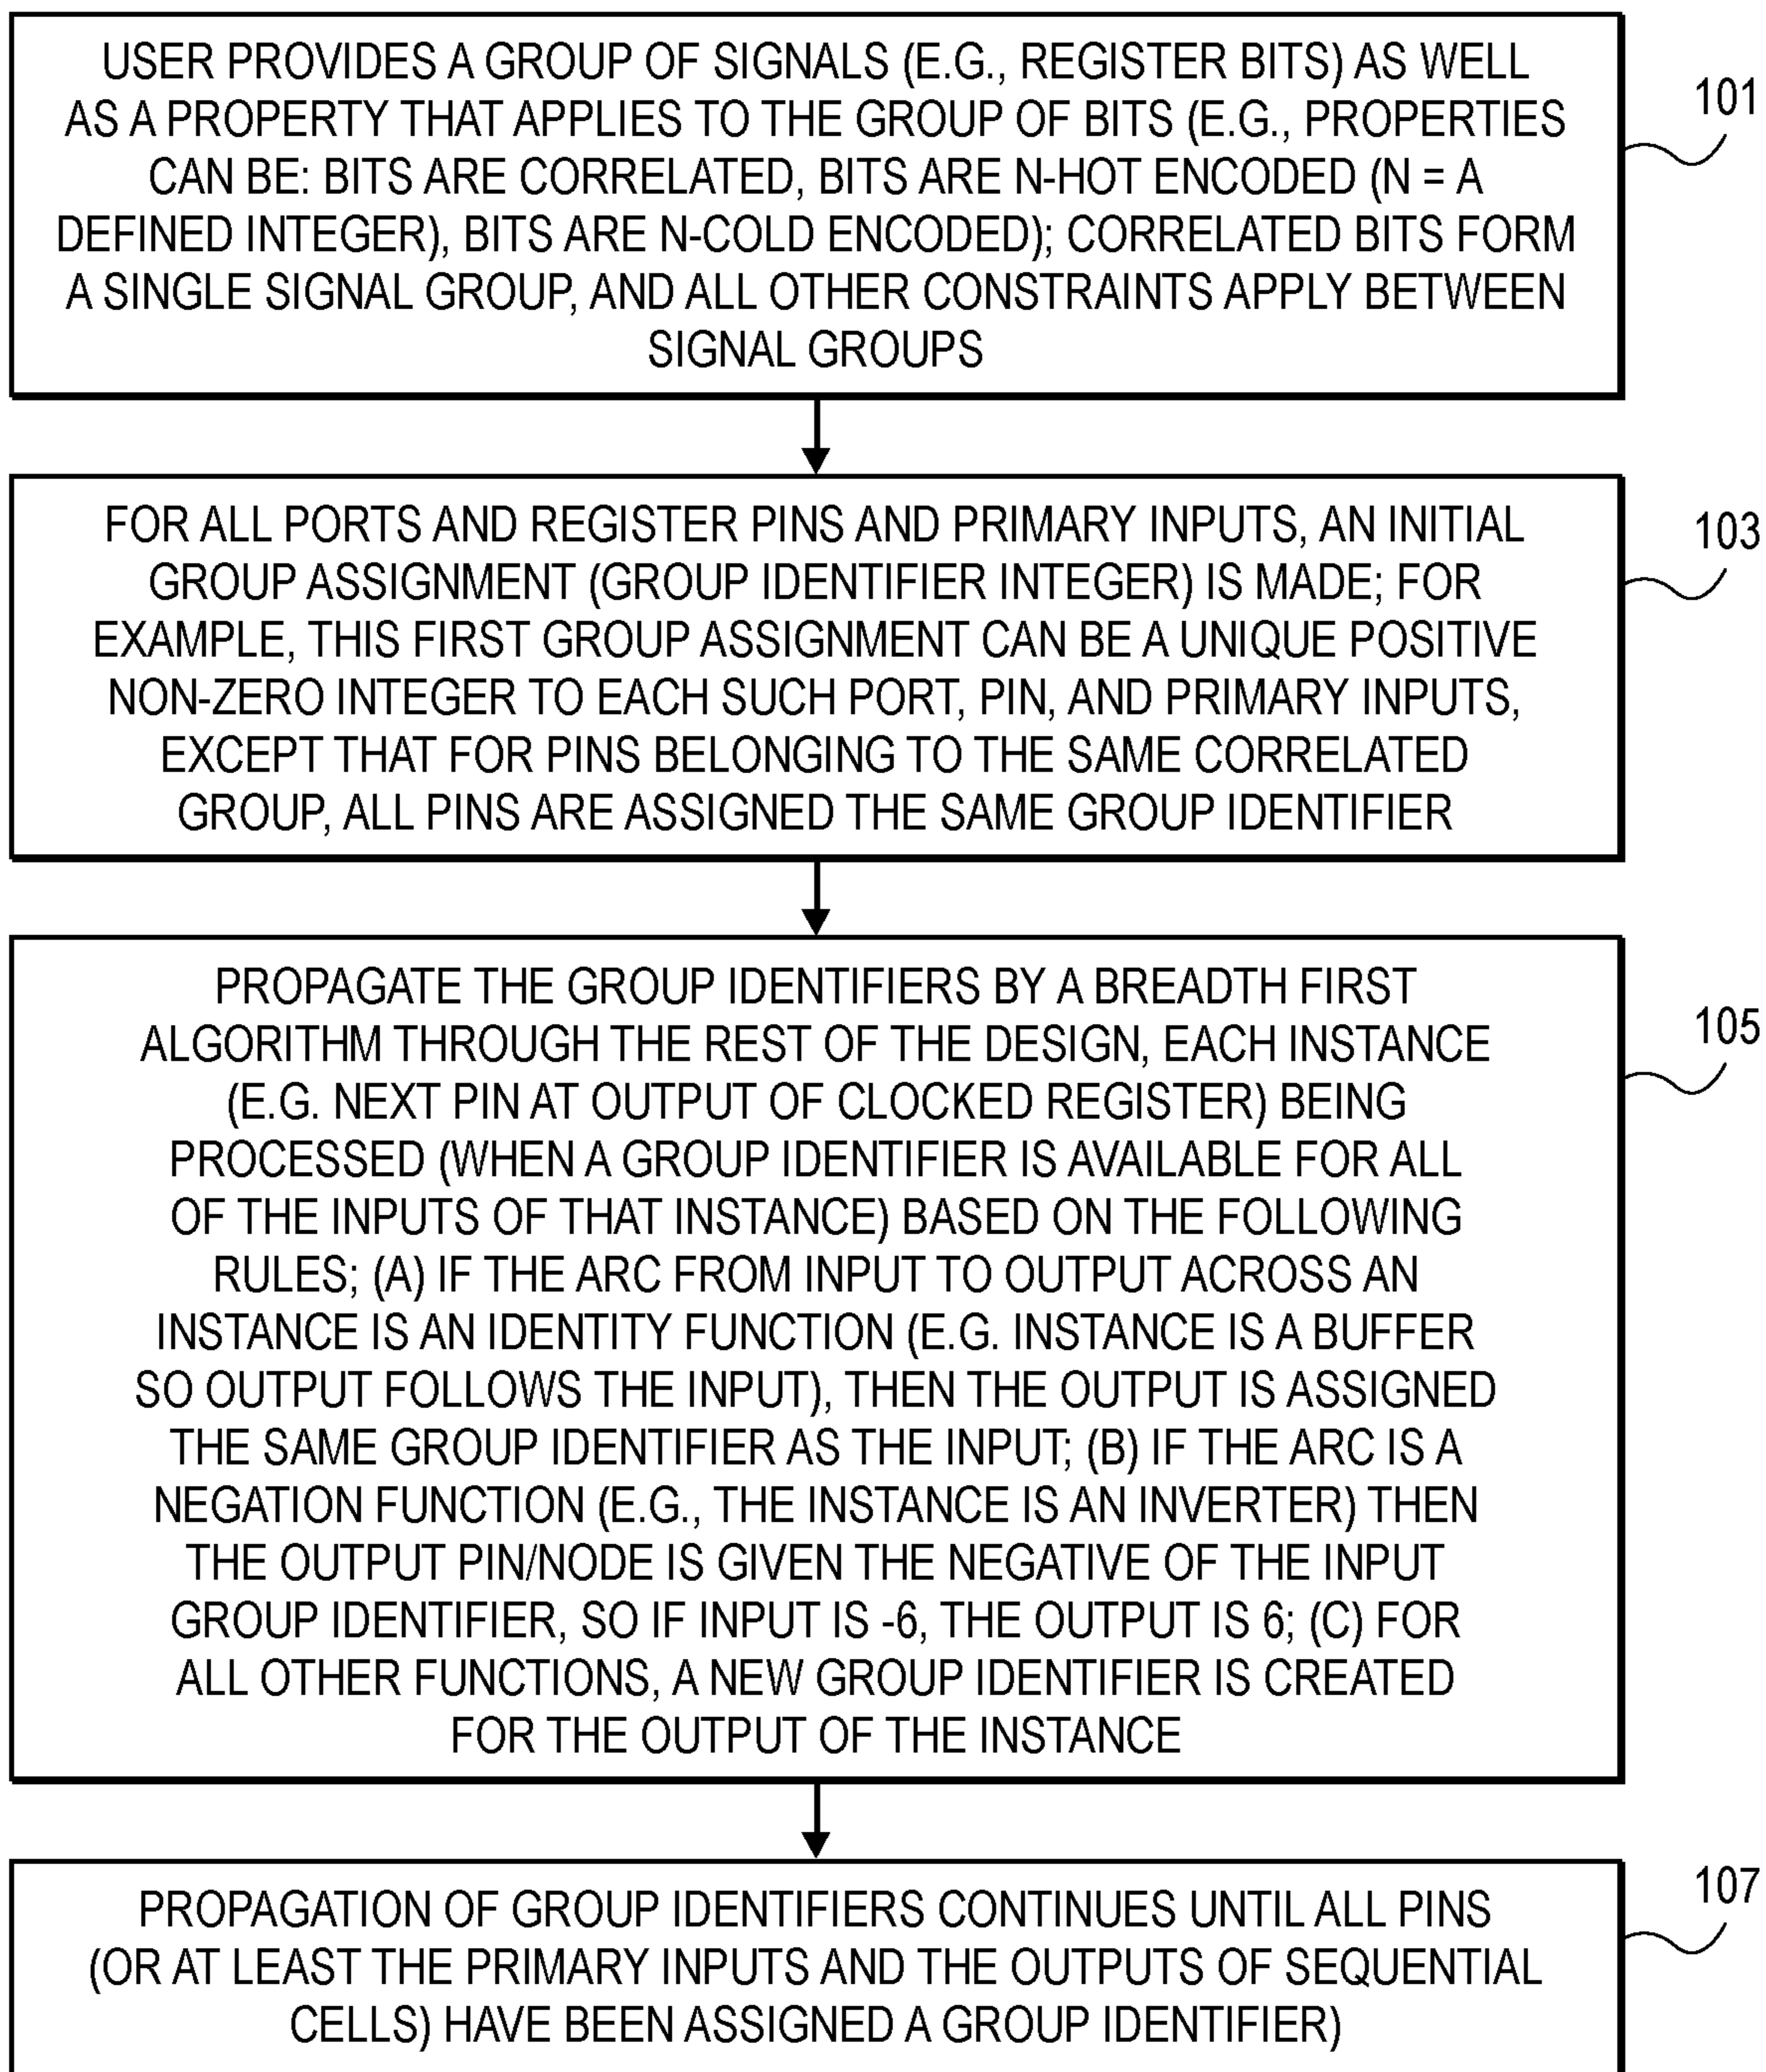 USER PROVIDES A GROUP OF SIGNALS (E.G., REGISTER BITS) AS WELL
AS A PROPERTY THAT APPLIES TO THE GROUP OF BITS (E.G., PROPERTIES
CAN BE: BITS ARE CORRELATED, BITS ARE N-HOT ENCODED (N = A
DEFINED INTEGER), BITS ARE N-COLD ENCODED); CORRELATED BITS FORM
A SINGLE SIGNAL GROUP, AND ALL OTHER CONSTRAINTS APPLY BETWEEN
SIGNAL GROUPS
101
FOR ALL PORTS AND REGISTER PINS AND PRIMARY INPUTS, AN INITIAL
GROUP ASSIGNMENT (GROUP IDENTIFIER INTEGER) IS MADE; FOR
EXAMPLE, THIS FIRST GROUP ASSIGNMENT CAN BE A UNIQUE POSITIVE
NON-ZERO INTEGER TO EACH SUCH PORT, PIN, AND PRIMARY INPUTS,
EXCEPT THAT FOR PINS BELONGING TO THE SAME CORRELATED
GROUP, ALL PINS ARE ASSIGNED THE SAME GROUP IDENTIFIER
103
PROPAGATE THE GROUP IDENTIFIERS BY A BREADTH FIRST
ALGORITHM THROUGH THE REST OF THE DESIGN, EACH INSTANCE
(E.G. NEXT PIN AT OUTPUT OF CLOCKED REGISTER) BEING
PROCESSED (WHEN A GROUP IDENTIFIER IS AVAILABLE FOR ALL
OF THE INPUTS OF THAT INSTANCE) BASED ON THE FOLLOWING
RULES; (A) IF THE ARC FROM INPUT TO OUTPUT ACROSS AN
INSTANCE IS AN IDENTITY FUNCTION (E.G. INSTANCE IS A BUFFER
SO OUTPUT FOLLOWS THE INPUT), THEN THE OUTPUT IS ASSIGNED
THE SAME GROUP IDENTIFIER AS THE INPUT; (B) IF THE ARC IS A
NEGATION FUNCTION (E.G., THE INSTANCE IS AN INVERTER) THEN
THE OUTPUT PIN/NODE IS GIVEN THE NEGATIVE OF THE INPUT
GROUP IDENTIFIER, SO IF INPUT IS -6, THE OUTPUT IS 6; (C) FOR
ALL OTHER FUNCTIONS, A NEW GROUP IDENTIFIER IS CREATED
FOR THE OUTPUT OF THE INSTANCE
105
PROPAGATION OF GROUP IDENTIFIERS CONTINUES UNTIL ALL PINS
(OR AT LEAST THE PRIMARY INPUTS AND THE OUTPUTS OF SEQUENTIAL
CELLS) HAVE BEEN ASSIGNED A GROUP IDENTIFIER)
107